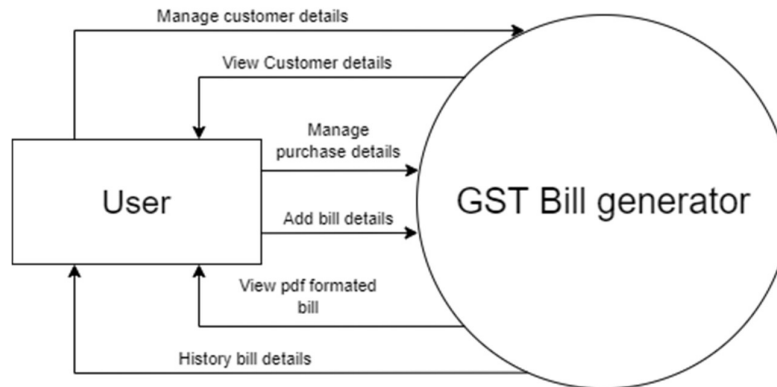 Manage customer details
View Customer details
Manage
purchase details
User
GST Bill generator
Add bill details
View pdf formated
bill
History bill details